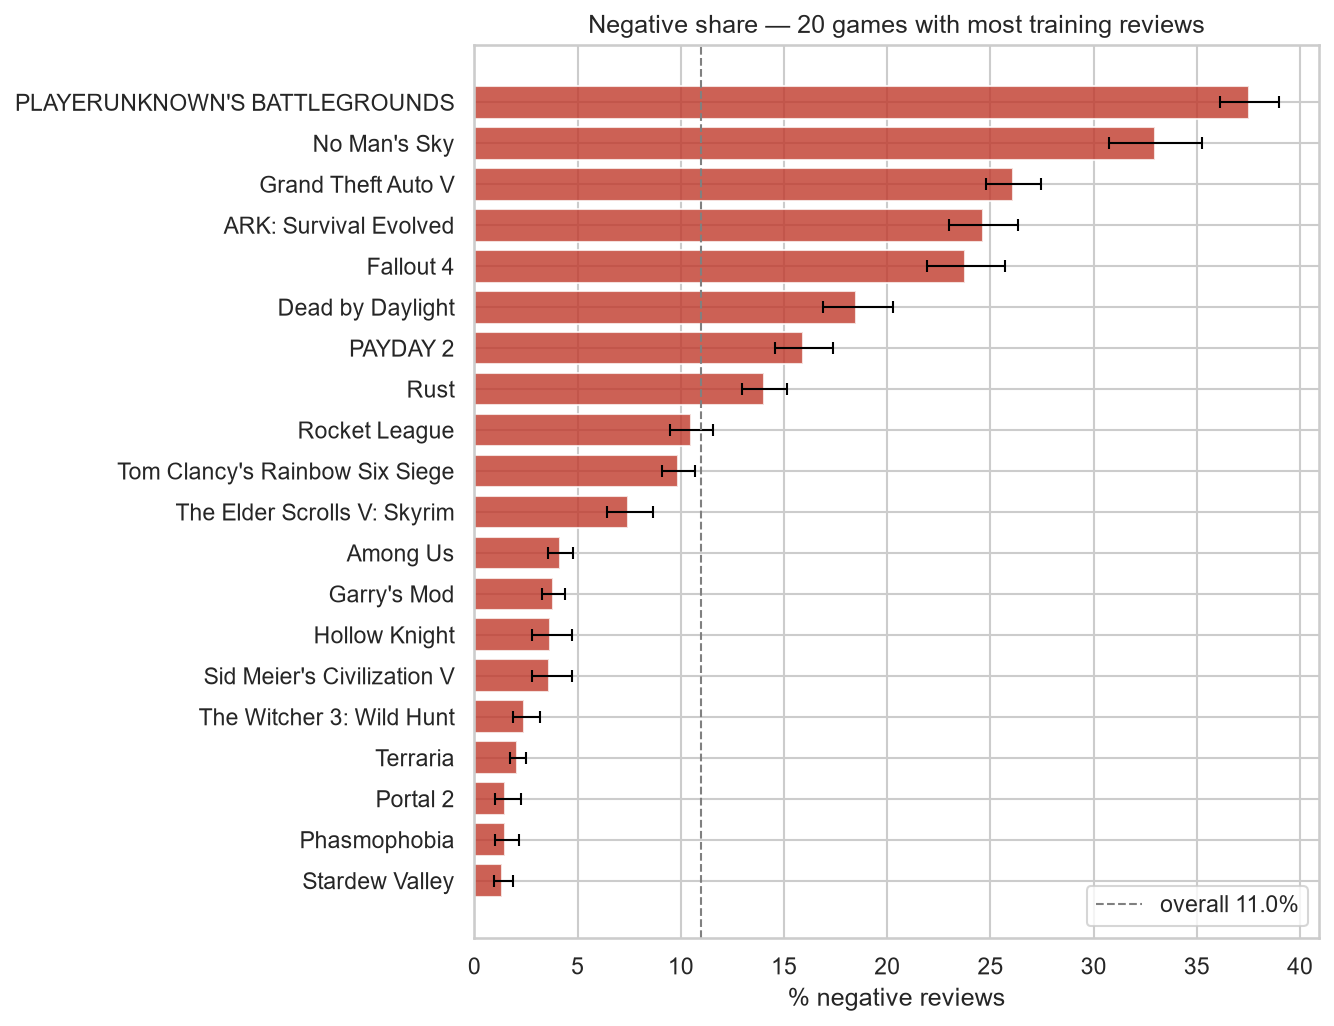 Negative share — 20 games with most training reviews
PLAYERUNKNOWN'S BATTLEGROUNDS
No Man's Sky
Grand Theft Auto V
ARK: Survival Evolved
Fallout 4
Dead by Daylight
PAYDAY 2
Rust
Rocket League
Tom Clancy's Rainbow Six Siege
The Elder Scrolls V: Skyrim
Among Us
Garry's Mod
Hollow Knight
Sid Meier's Civilization V
The Witcher 3: Wild Hunt
Terraria
Portal 2
Phasmophobia
Stardew Valley
overall 11.0%
0 5 10 15 20 25 30 35 40
% negative reviews